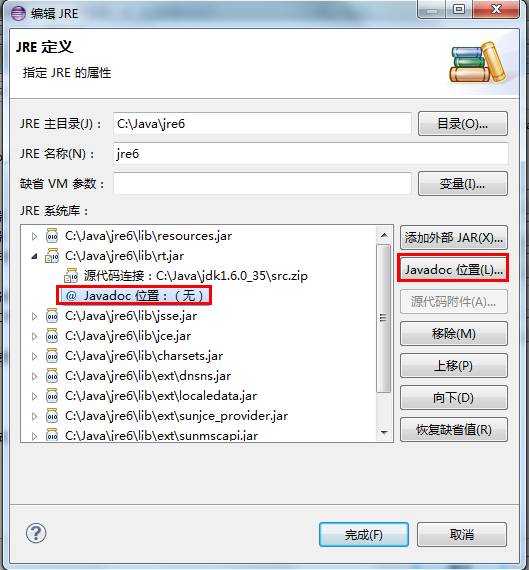 编辑 JRE
JRE 定义
指定 JRE 的属性
JRE 主目录(J)： C:\Java\jre6 目录(O)...
JRE 名称(N)： jre6
缺省 VM 参数： 变量(I)...
JRE 系统库：
C:\Java\jre6\lib\resources.jar 添加外部 JAR(X)...
C:\Java\jre6\lib\rt.jar
源代码连接：C:\Java\jdk1.6.0_35\src.zip Javadoc 位置(L)...
@ Javadoc 位置：（无） 源代码附件(A)...
C:\Java\jre6\lib\jsse.jar
C:\Java\jre6\lib\jce.jar 移除(M)
C:\Java\jre6\lib\charsets.jar
C:\Java\jre6\lib\ext\dnsns.jar 上移(P)
C:\Java\jre6\lib\ext\localedata.jar 向下(D)
C:\Java\jre6\lib\ext\sunjce_provider.jar
C:\Java\jre6\lib\ext\sunmscapi.jar 恢复缺省值(R)
? 完成(F) 取消